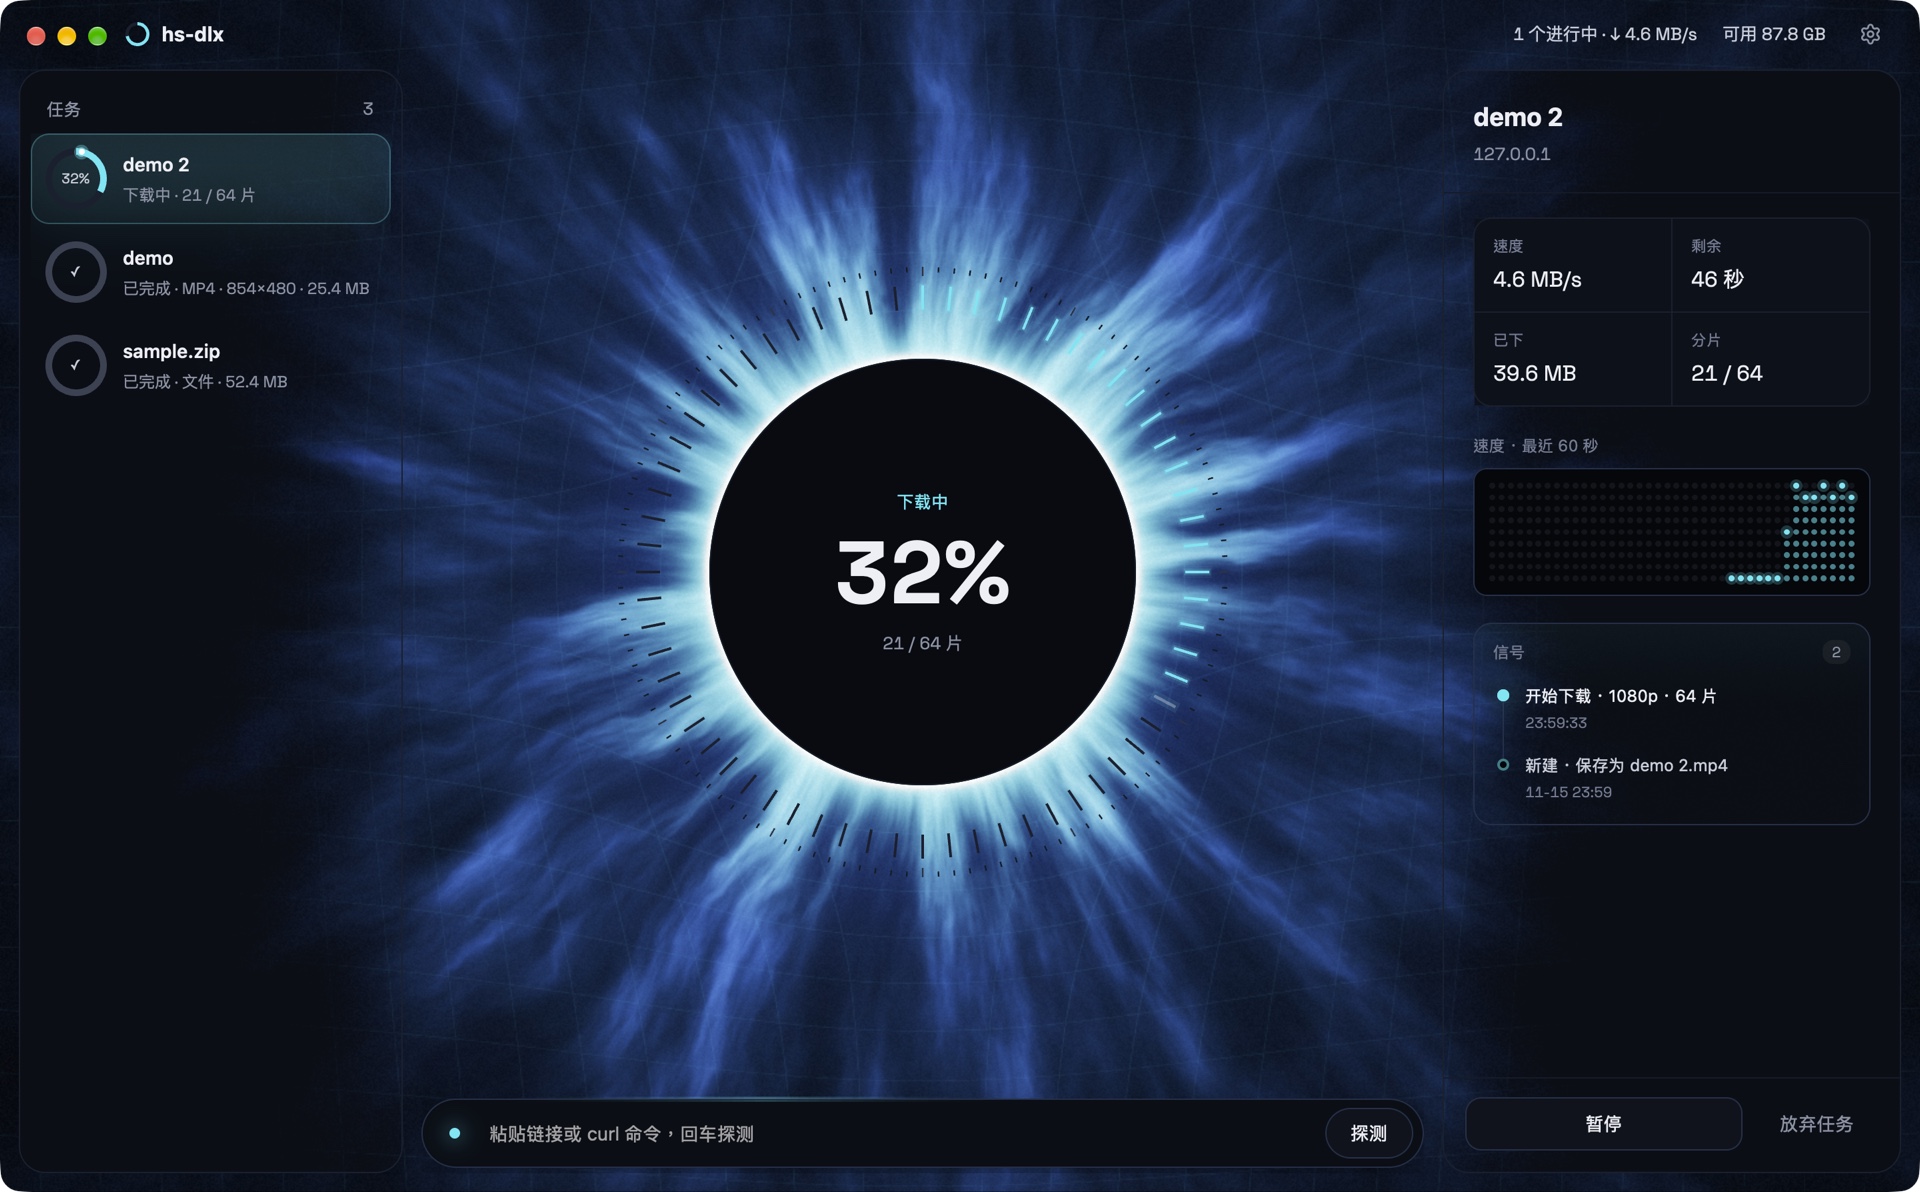 hs-dlx
1 个进行中 · ↓ 4.6 MB/s
可用 87.8 GB
任务
3
32%
demo 2
下载中 · 21 / 64 片
✓
demo
已完成 · MP4 · 854×480 · 25.4 MB
✓
sample.zip
已完成 · 文件 · 52.4 MB
下载中
32%
21 / 64 片
粘贴链接或 curl 命令，回车探测
探测
demo 2
127.0.0.1
速度
4.6 MB/s
剩余
46 秒
已下
39.6 MB
分片
21 / 64
速度 · 最近 60 秒
信号
2
开始下载 · 1080p · 64 片
23:59:33
新建 · 保存为 demo 2.mp4
11-15 23:59
暂停
放弃任务